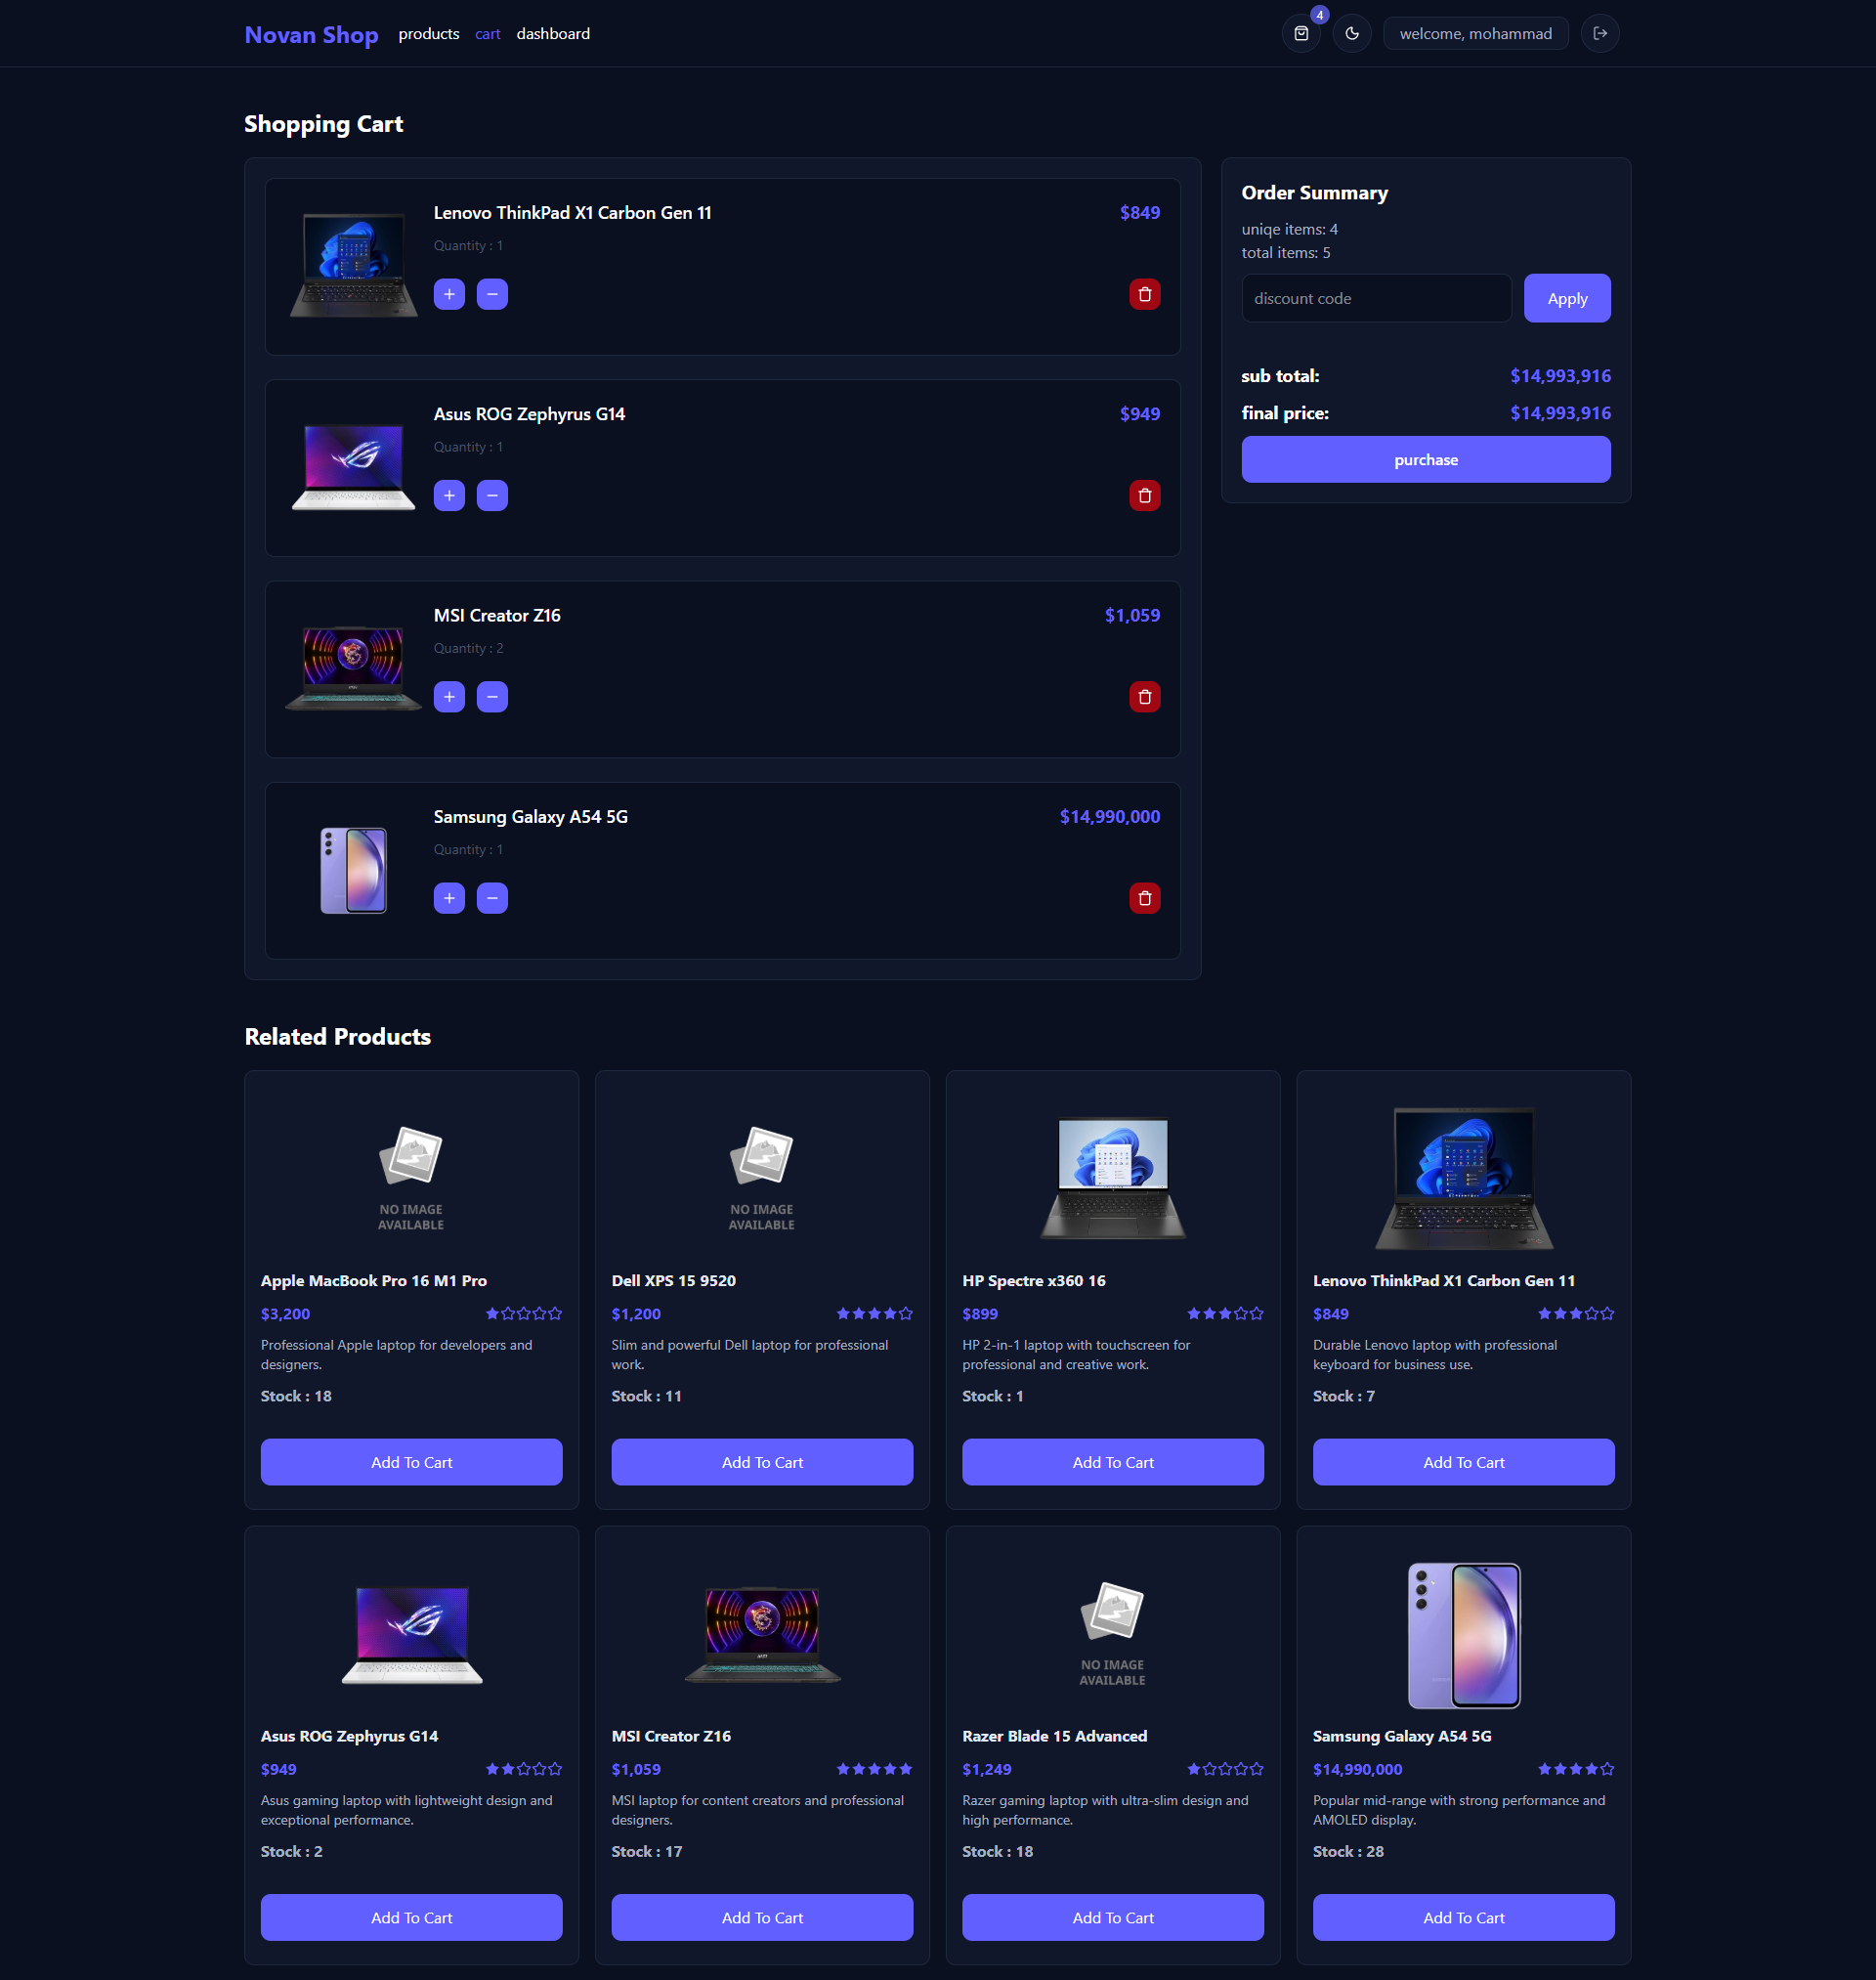 Novan Shop products cart dashboard 4 welcome, mohammad
Shopping Cart
Lenovo ThinkPad X1 Carbon Gen 11 $849
Quantity : 1
Asus ROG Zephyrus G14 $949
Quantity : 1
MSI Creator Z16 $1,059
Quantity : 2
Samsung Galaxy A54 5G $14,990,000
Quantity : 1
Order Summary
uniqe items: 4
total items: 5
discount code Apply
sub total: $14,993,916
final price: $14,993,916
purchase
Related Products
NO IMAGE
AVAILABLE
Apple MacBook Pro 16 M1 Pro
$3,200
Professional Apple laptop for developers and
designers.
Stock : 18
Add To Cart
NO IMAGE
AVAILABLE
Dell XPS 15 9520
$1,200
Slim and powerful Dell laptop for professional
work.
Stock : 11
Add To Cart
HP Spectre x360 16
$899
HP 2-in-1 laptop with touchscreen for
professional and creative work.
Stock : 1
Add To Cart
Lenovo ThinkPad X1 Carbon Gen 11
$849
Durable Lenovo laptop with professional
keyboard for business use.
Stock : 7
Add To Cart
Asus ROG Zephyrus G14
$949
Asus gaming laptop with lightweight design and
exceptional performance.
Stock : 2
Add To Cart
MSI Creator Z16
$1,059
MSI laptop for content creators and professional
designers.
Stock : 17
Add To Cart
NO IMAGE
AVAILABLE
Razer Blade 15 Advanced
$1,249
Razer gaming laptop with ultra-slim design and
high performance.
Stock : 18
Add To Cart
Samsung Galaxy A54 5G
$14,990,000
Popular mid-range with strong performance and
AMOLED display.
Stock : 28
Add To Cart